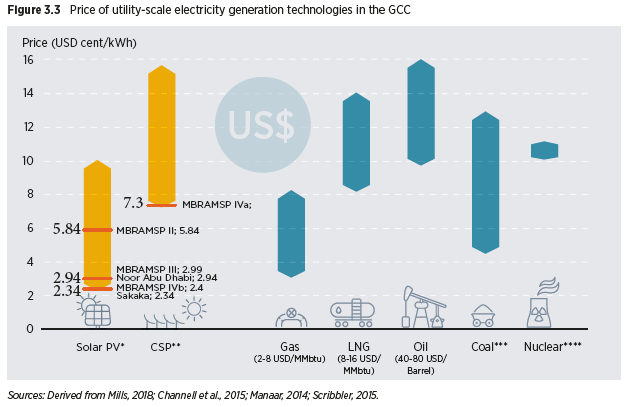 Figure 3.3 Price of utility-scale electricity generation technologies in the GCC
Price (USD cent/kWh)
16
14
12
10
8
6
4
2
0
US$
7.3
MBRAMSP IVa;
5.84
MBRAMSP II; 5.84
MBRAMSP III; 2.99
2.94
Noor Abu Dhabi; 2.94
2.34
MBRAMSP IVb; 2.4
Sakaka; 2.34
Solar PV*
CSP**
Gas
(2-8 USD/MMbtu)
LNG
(8-16 USD/
MMbtu)
Oil
(40-80 USD/
Barrel)
Coal***
Nuclear****
Sources: Derived from Mills, 2018; Channell et al., 2015; Manaar, 2014; Scribbler, 2015.